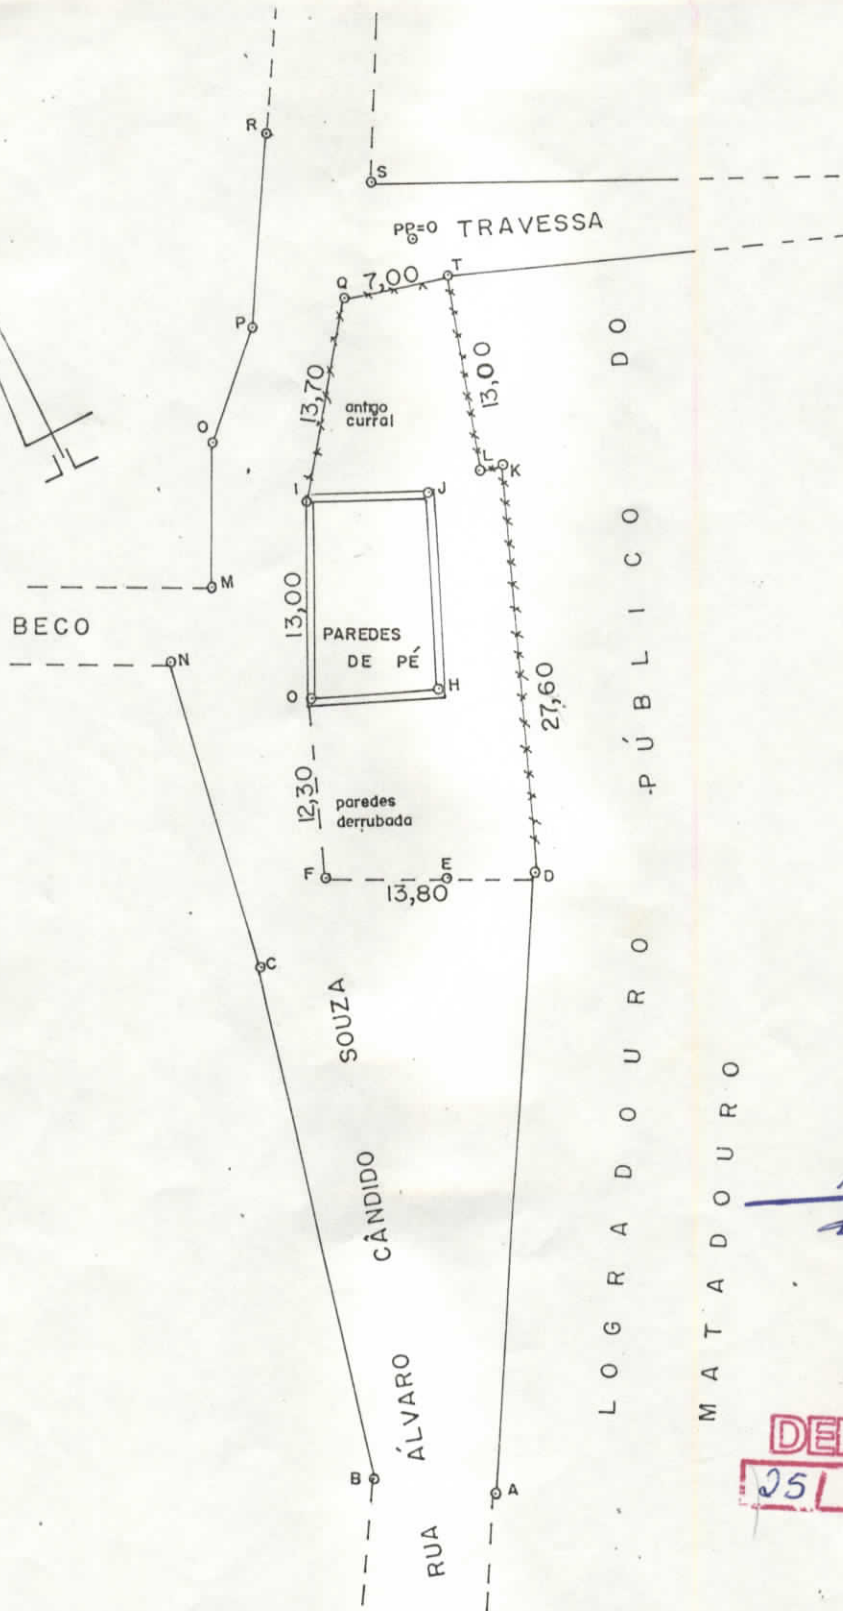 R
S
PP=0 TRAVESSA
T
Q 7,00
P
DO
13,00
13,70
antigo
curral
O
L K
I J
M
13,00
BECO
PAREDES
DE PÉ
N
H
O
27,60
12,30
paredes
derrubada
F E D
13,80
C
LOGRADOURO PÚBLICO DO
MATADOURO
B A
RUA ÁLVARO CÂNDIDO SOUZA
25